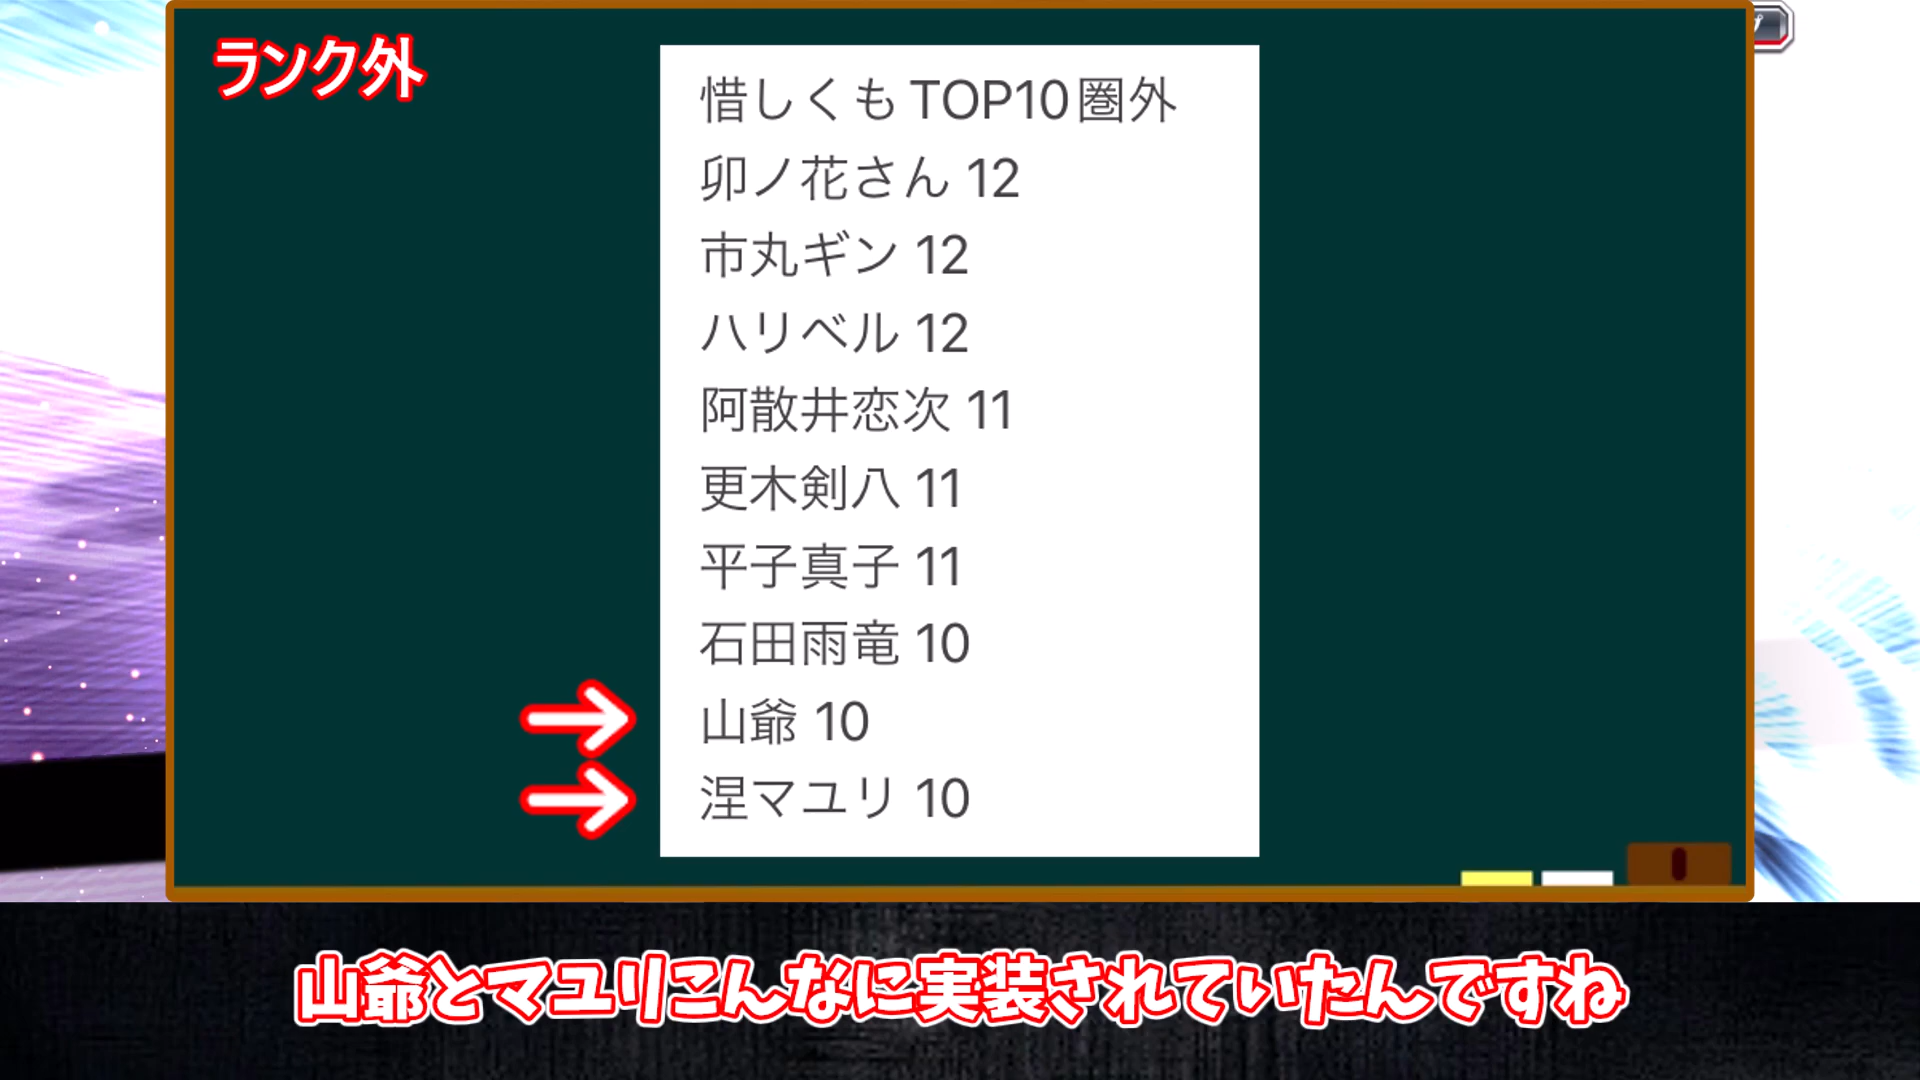 ランク外
惜しくもTOP10圏外
卯ノ花さん 12
市丸ギン 12
ハリベル 12
阿散井恋次 11
更木剣八 11
平子真子 11
石田雨竜 10
山爺 10
涅マユリ 10
山爺とマユリこんなに実装されていたんですね